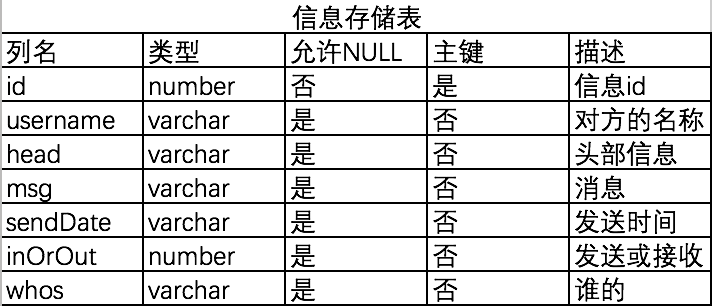 信息存储表
列名 类型 允许NULL 主键 描述
id number 否 是 信息id
username varchar 是 否 对方的名称
head varchar 是 否 头部信息
msg varchar 是 否 消息
sendDate varchar 是 否 发送时间
inOrOut number 是 否 发送或接收
whos varchar 是 否 谁的